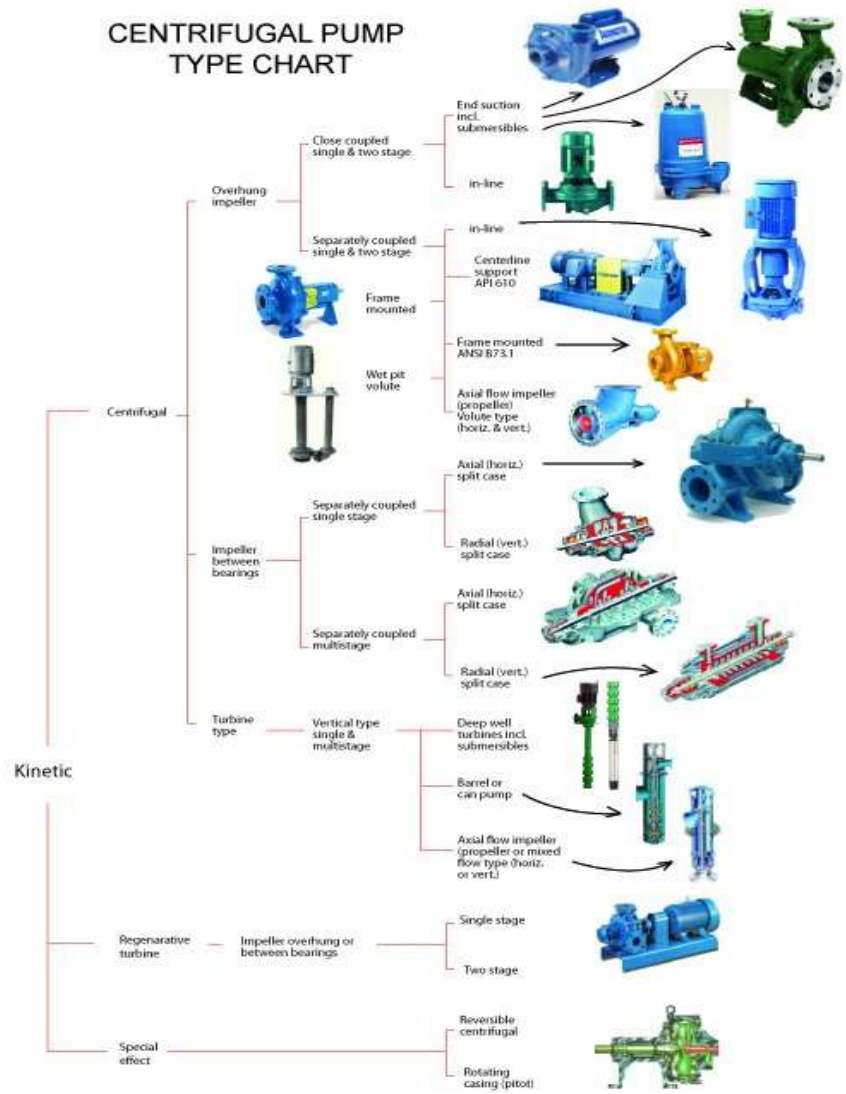 CENTRIFUGAL PUMP
TYPE CHART
End suction
incl.
submersibles
Close coupled
single & two stage
in-line
Overhung
impeller
in-line
Separately coupled
single & two stage
Centerline
support
API 610
Frame
mounted
Frame mounted
ANSI B73.1
Wet pit
volute
Axial flow impeller
(propeller)
Volute type
(horiz. & vert.)
Centrifugal
Axial (horiz.)
split case
Separately coupled
single stage
Radial (vert.)
split case
Impeller
between
bearings
Axial (horiz.)
split case
Separately coupled
multistage
Radial (vert.)
split case
Turbine
type
Vertical type
single &
multistage
Deep well
turbines incl.
submersibles
Kinetic
Barrel or
can pump
Axial flow impeller
(propeller or mixed
flow type (horiz.
or vert.)
Single stage
Regenarative
turbine
Impeller overhung or
between bearings
Two stage
Reversible
centrifugal
Special
effect
Rotating
casing (pitot)